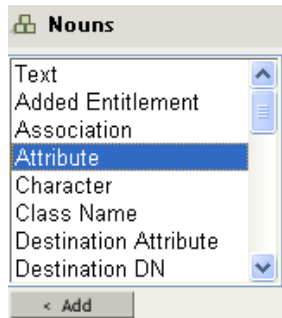 Nouns
Text
Added Entitlement
Association
Attribute
Character
Class Name
Destination Attribute
Destination DN
< Add